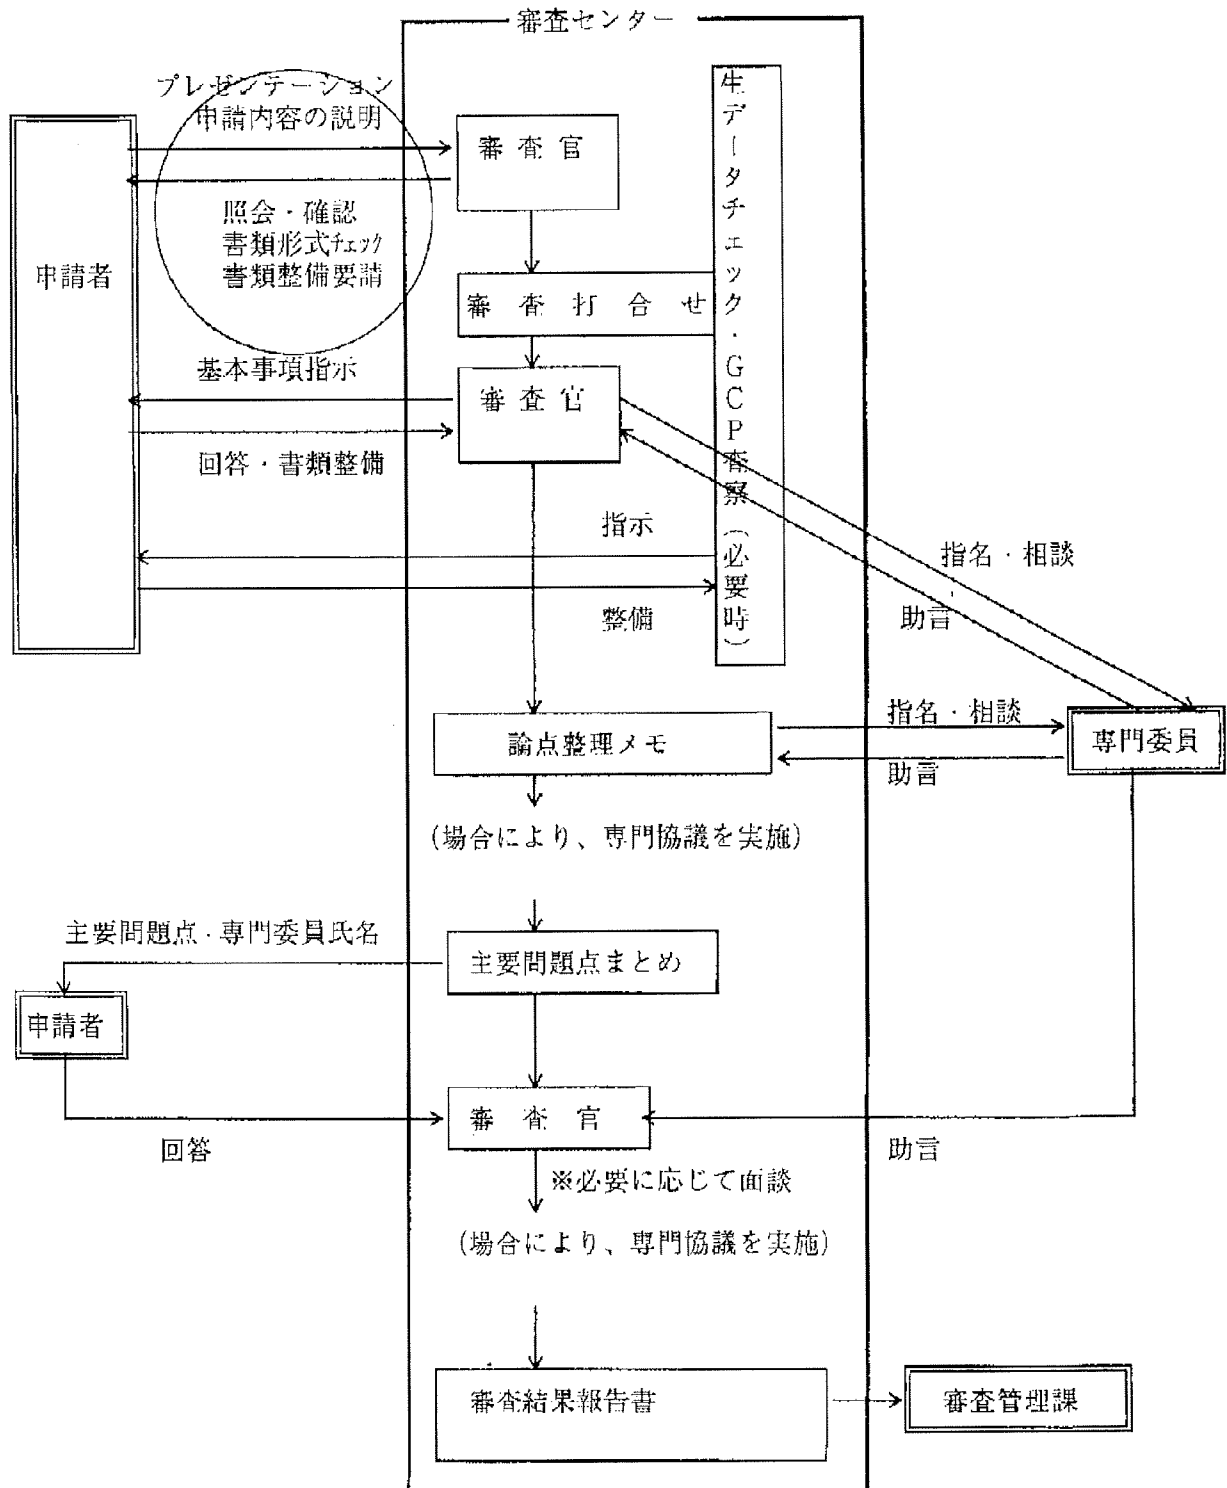 審査センター
プレゼンテーション
申請内容の説明
審査官
照会・確認
書類形式チェック
書類整備要請
申請者
審査打合せ
生データチェック・GCP査察（必要時）
基本事項指示
審査官
回答・書類整備
指示
整備
指名・相談
助言
論点整理メモ
指名・相談
助言
専門委員
(場合により、専門協議を実施)
主要問題点・専門委員氏名
主要問題点まとめ
申請者
審査官
回答
助言
※必要に応じて面談
(場合により、専門協議を実施)
審査結果報告書
審査管理課